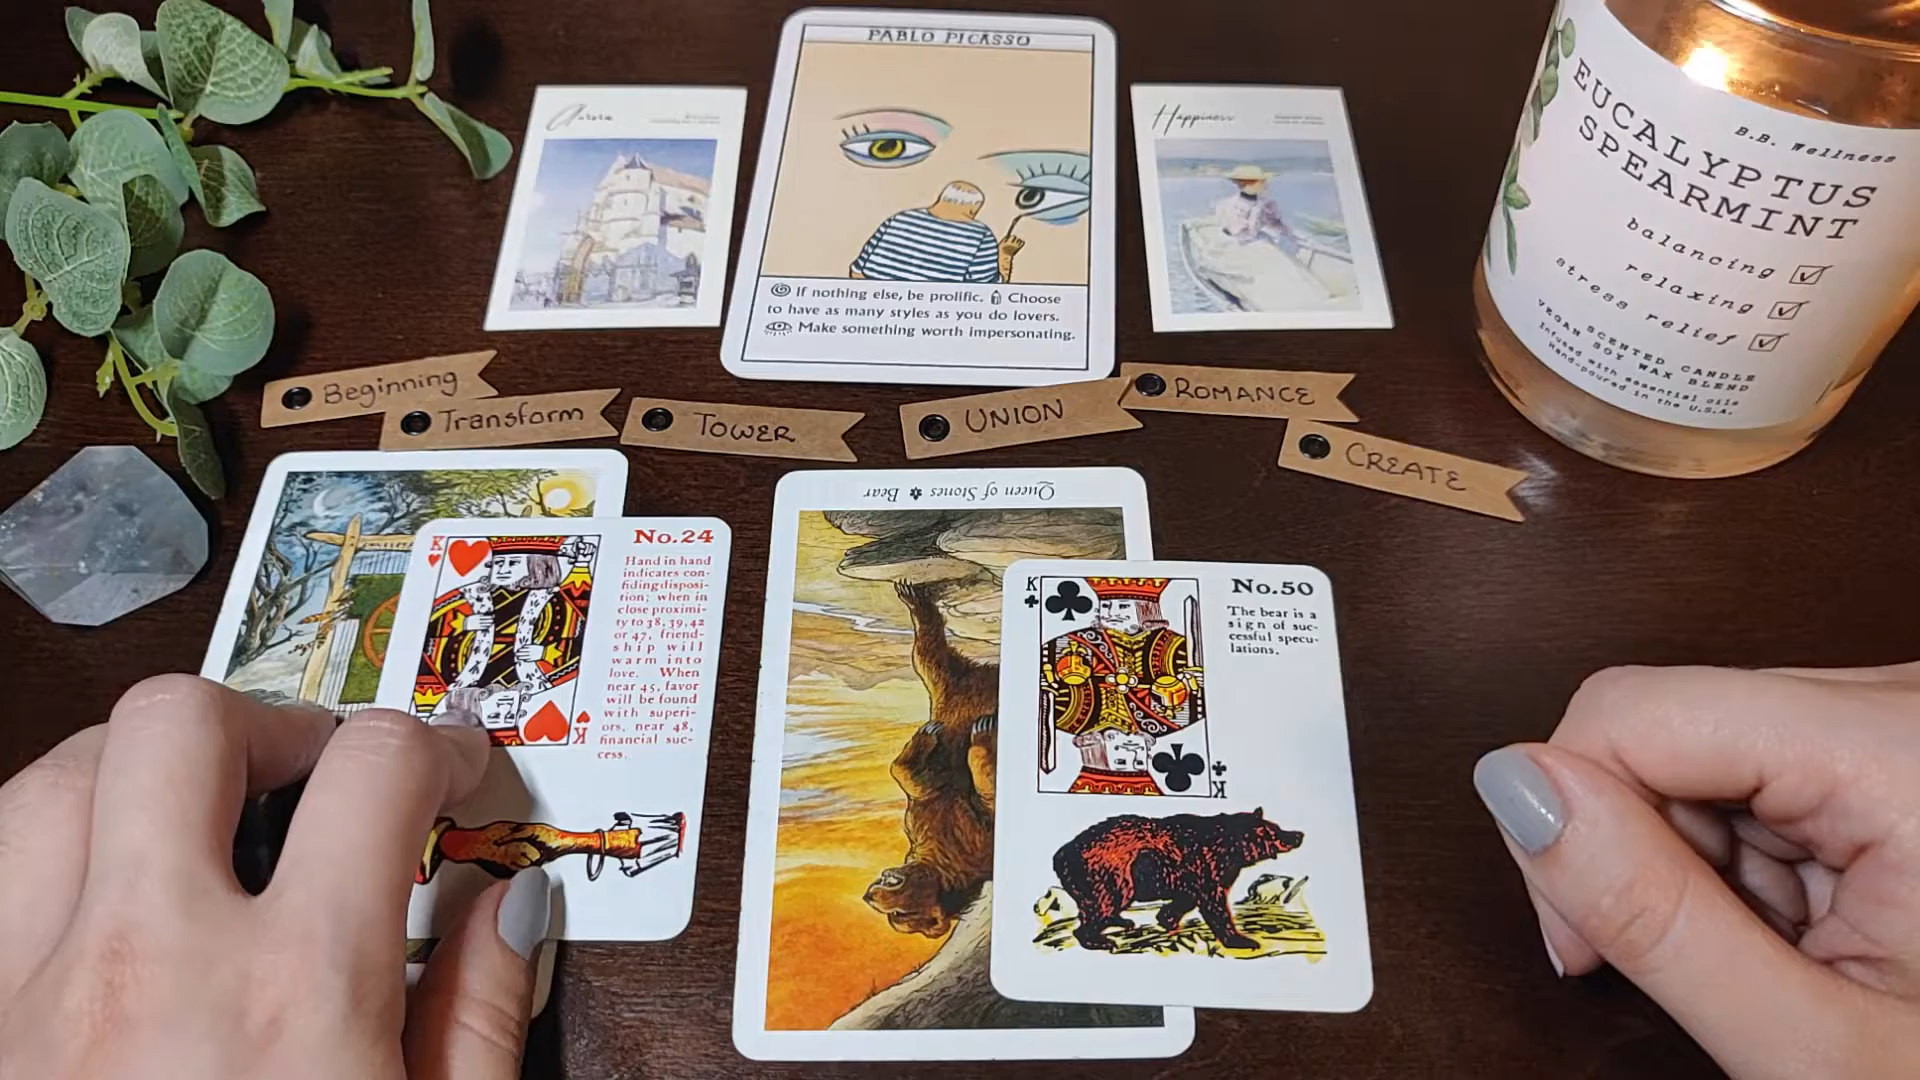 PABLO PICASSO
If nothing else, be prolific. Choose
to have as many styles as you do lovers.
Make something worth impersonating.
Aurora
Happiness
B.B. Wellness
EUCALYPTUS
SPEARMINT
balancing
relaxing
stress relief
VEGAN SCENTED CANDLE
SOY WAX BLEND
Infused with essential oils
Hand-poured in the U.S.A.
Beginning
Transform
TOWER
UNION
ROMANCE
CREATE
K
No.24
Hand in hand
indicates con-
fiding disposi-
tion; when in
close proximi-
ty to 38, 39, 42
or 47, friend-
ship will
warm into
love. When
near 45, favor
will be found
with superi-
ors, near 48,
financial suc-
cess.
K
Queen of Stones Bear
K
No.50
The bear is a
sign of suc-
cessful specu-
lations.
K